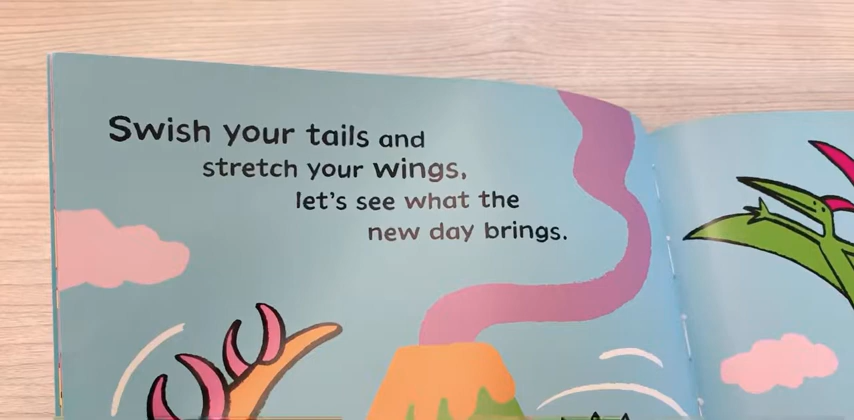 Swish your tails and
stretch your wings,
let's see what the
new day brings.